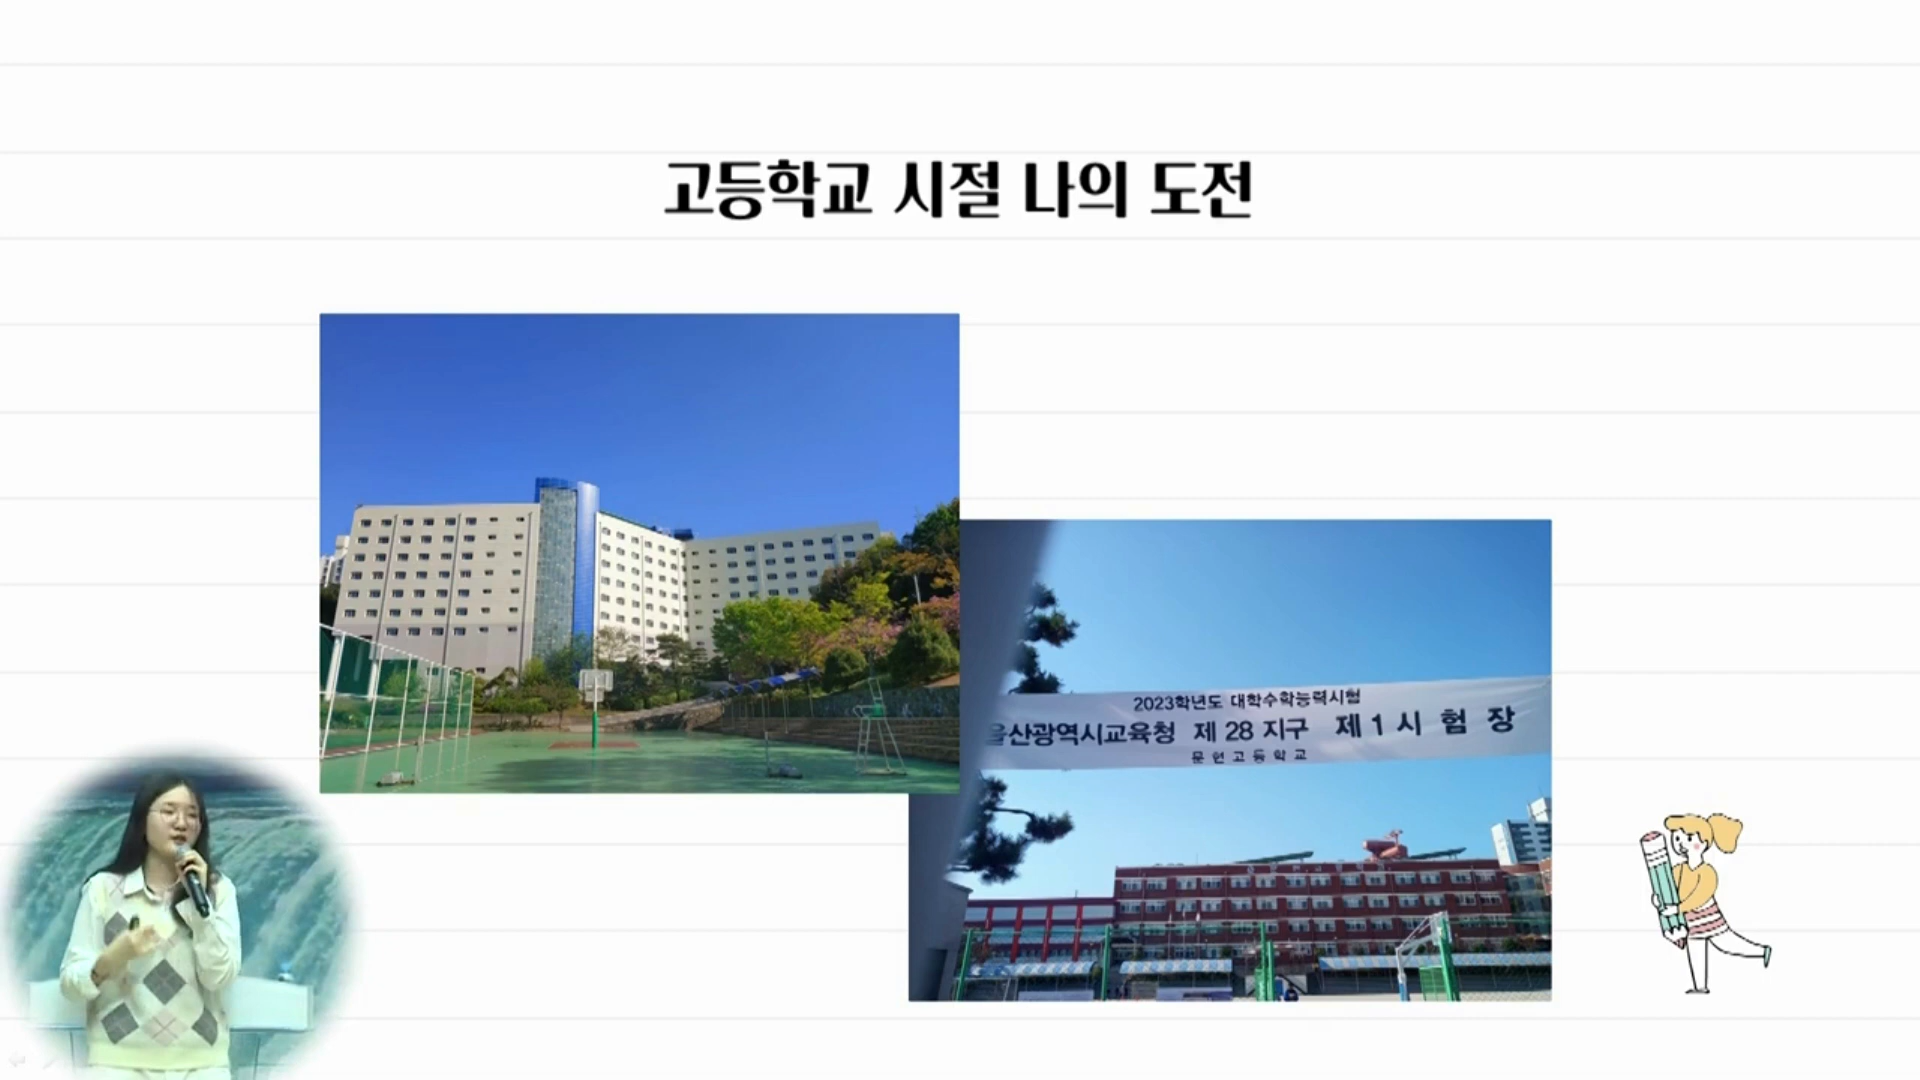 고등학교 시절 나의 도전
2023학년도 대학수학능력시험
울산광역시교육청 제 28 지구 제 1 시 험 장
문현고등학교